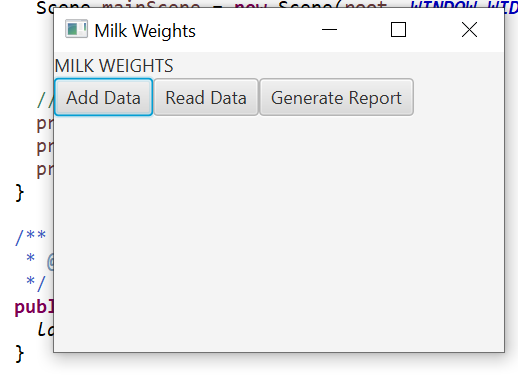 Scene mainScene = new Scene(root, WINDOW_WID
Milk Weights
MILK WEIGHTS
Add Data Read Data Generate Report
//
pr
pr
pr
}
/**
* @
*/
publ
la
}